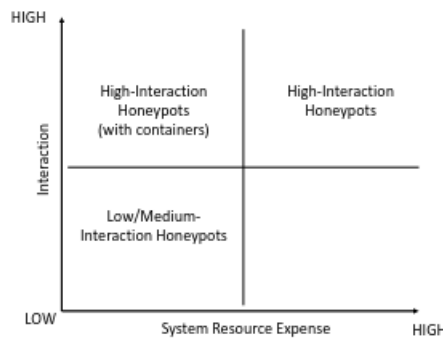 HIGH
High-Interaction
Honeypots
(with containers)
High-Interaction
Honeypots
Interaction
Low/Medium-
Interaction Honeypots
LOW
System Resource Expense
HIGH